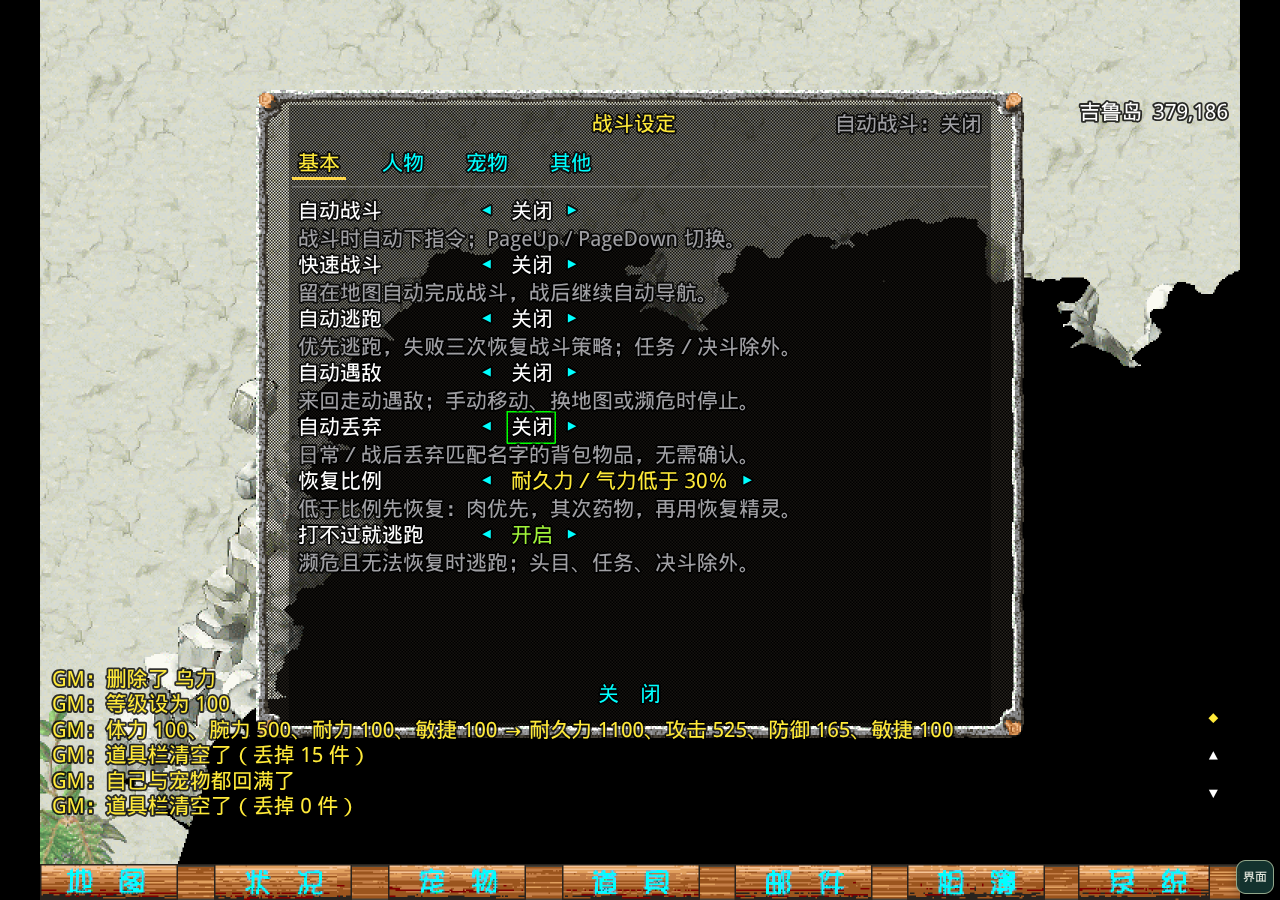 战斗设定
自动战斗：关闭
吉鲁岛 379,186
基本 人物 宠物 其他
自动战斗 ◄ 关闭 ►
战斗时自动下指令；PageUp / PageDown 切换。
快速战斗 ◄ 关闭 ►
留在地图自动完成战斗，战后继续自动导航。
自动逃跑 ◄ 关闭 ►
优先逃跑，失败三次恢复战斗策略；任务 / 决斗除外。
自动遇敌 ◄ 关闭 ►
来回走动遇敌；手动移动、换地图或濒危时停止。
自动丢弃 ◄ 关闭 ►
日常 / 战后丢弃匹配名字的背包物品，无需确认。
恢复比例 ◄ 耐久力 / 气力低于 30% ►
低于比例先恢复：肉优先，其次药物，再用恢复精灵。
打不过就逃跑 ◄ 开启 ►
濒危且无法恢复时逃跑；头目、任务、决斗除外。
关 闭
GM：删除了 乌力
GM：等级设为 100
GM：体力 100、腕力 500、耐力 100、敏捷 100 → 耐久力 1100、攻击 525、防御 165、敏捷 100
GM：道具栏清空了（丢掉 15 件）
GM：自己与宠物都回满了
GM：道具栏清空了（丢掉 0 件）
地 图 状 况 宠 物 道 具 邮 件 相 簿 系 统
界面